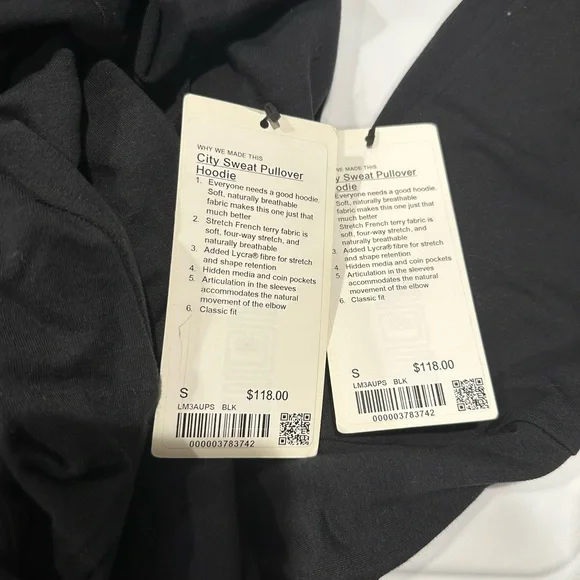 WHY WE MADE THIS
City Sweat Pullover
Hoodie
1. Everyone needs a good hoodie.
Soft, naturally breathable
fabric makes this one just that
much better
2. Stretch French terry fabric is
soft, four-way stretch, and
naturally breathable
3. Added Lycra® fibre for stretch
and shape retention
4. Hidden media and coin pockets
5. Articulation in the sleeves
accommodates the natural
movement of the elbow
6. Classic fit
S $118.00
LM3AUPS BLK
000003783742
WE MADE THIS
y Sweat Pullover
odie
Everyone needs a good hoodie.
Soft, naturally breathable
fabric makes this one just that
much better
Stretch French terry fabric is
soft, four-way stretch, and
naturally breathable
3. Added Lycra® fibre for stretch
and shape retention
4. Hidden media and coin pockets
5. Articulation in the sleeves
accommodates the natural
movement of the elbow
6. Classic fit
S $118.00
LM3AUPS BLK
000003783742